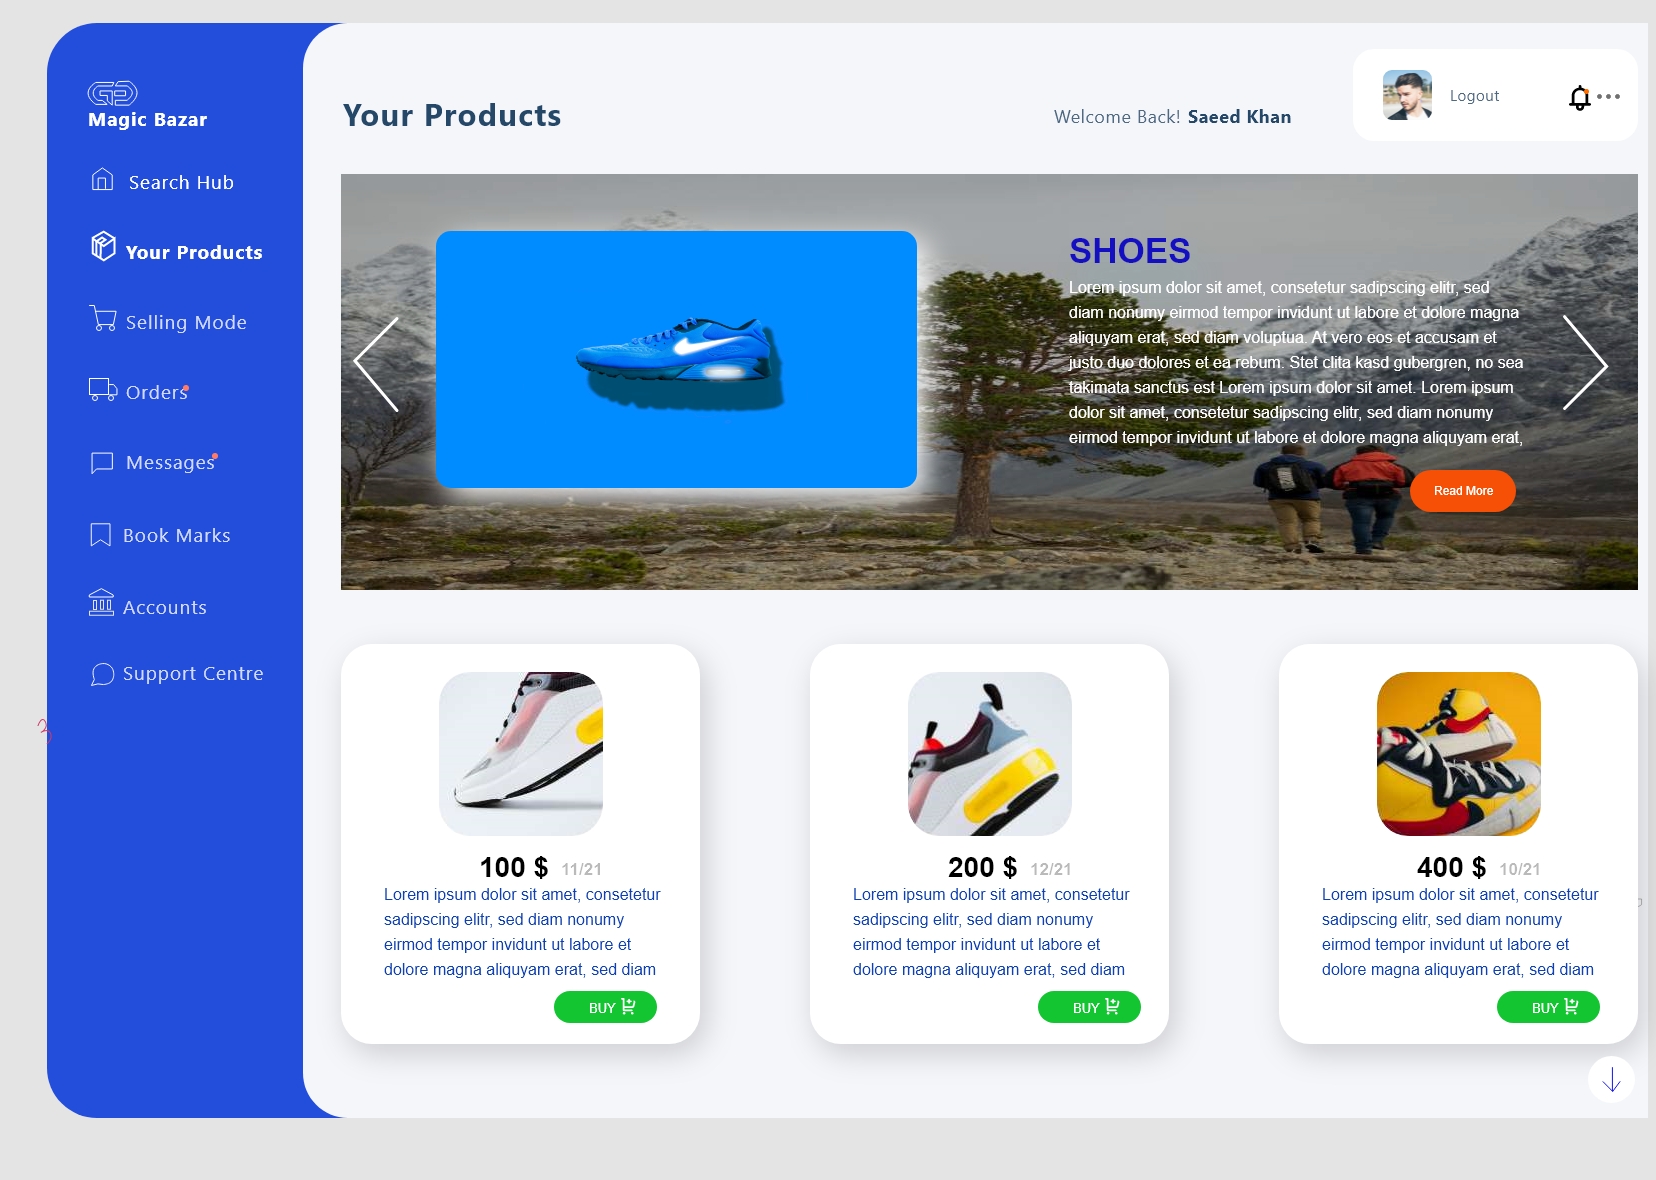 Magic Bazar
Search Hub
Your Products
Selling Mode
Orders
Messages
Book Marks
Accounts
Support Centre
Your Products
Welcome Back! Saeed Khan
Logout
SHOES
Lorem ipsum dolor sit amet, consetetur sadipscing elitr, sed
diam nonumy eirmod tempor invidunt ut labore et dolore magna
aliquyam erat, sed diam voluptua. At vero eos et accusam et
justo duo dolores et ea rebum. Stet clita kasd gubergren, no sea
takimata sanctus est Lorem ipsum dolor sit amet. Lorem ipsum
dolor sit amet, consetetur sadipscing elitr, sed diam nonumy
eirmod tempor invidunt ut labore et dolore magna aliquyam erat,
Read More
100 $ 11/21
Lorem ipsum dolor sit amet, consetetur
sadipscing elitr, sed diam nonumy
eirmod tempor invidunt ut labore et
dolore magna aliquyam erat, sed diam
BUY
200 $ 12/21
Lorem ipsum dolor sit amet, consetetur
sadipscing elitr, sed diam nonumy
eirmod tempor invidunt ut labore et
dolore magna aliquyam erat, sed diam
BUY
400 $ 10/21
Lorem ipsum dolor sit amet, consetetur
sadipscing elitr, sed diam nonumy
eirmod tempor invidunt ut labore et
dolore magna aliquyam erat, sed diam
BUY